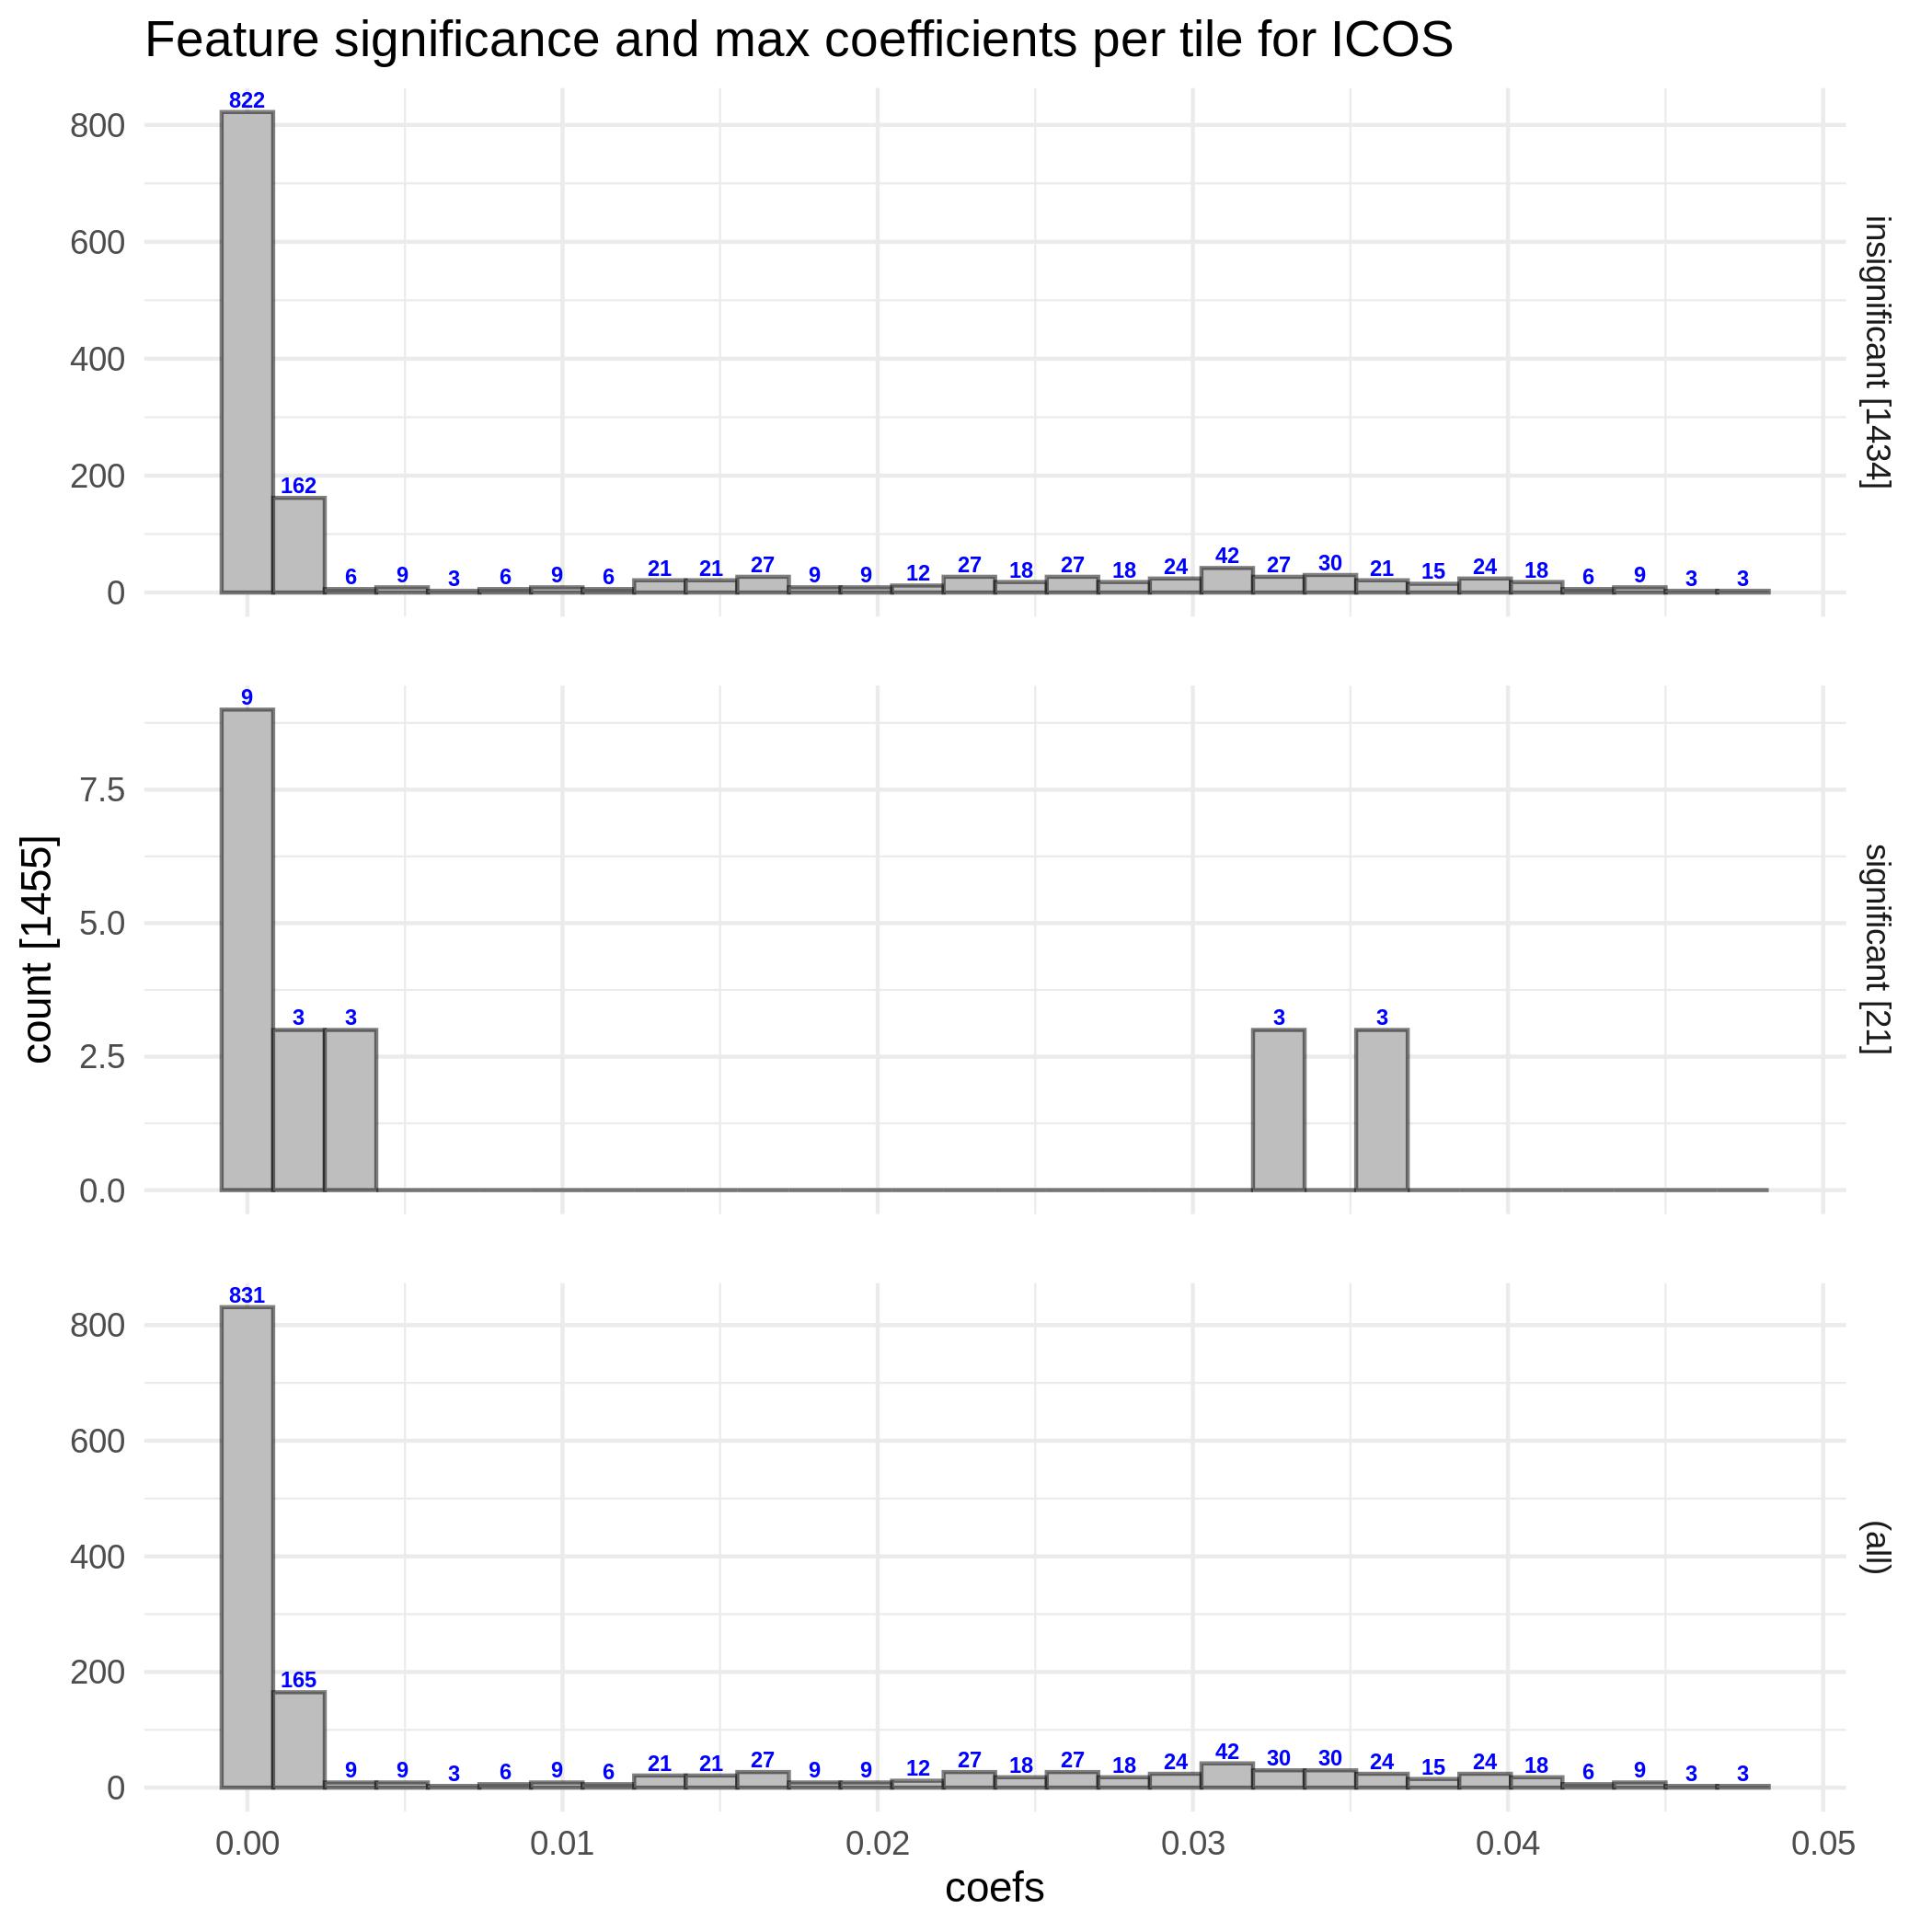 Feature significance and max coefficients per tile for ICOS
822
800
600
400
200
0
162 6 9 3 6 9 6 21 21 27 9 9 12 27 18 27 18 24 42 27 30 21 15 24 18 6 9 3 3
insignificant [1434]
count [1455]
9
7.5
5.0
2.5
0.0
3 3 3 3
significant [21]
831
800
600
400
200
0
165 9 9 3 6 9 6 21 21 27 9 9 12 27 18 27 18 24 42 30 30 24 15 24 18 6 9 3 3
(all)
0.00 0.01 0.02 0.03 0.04 0.05
coefs